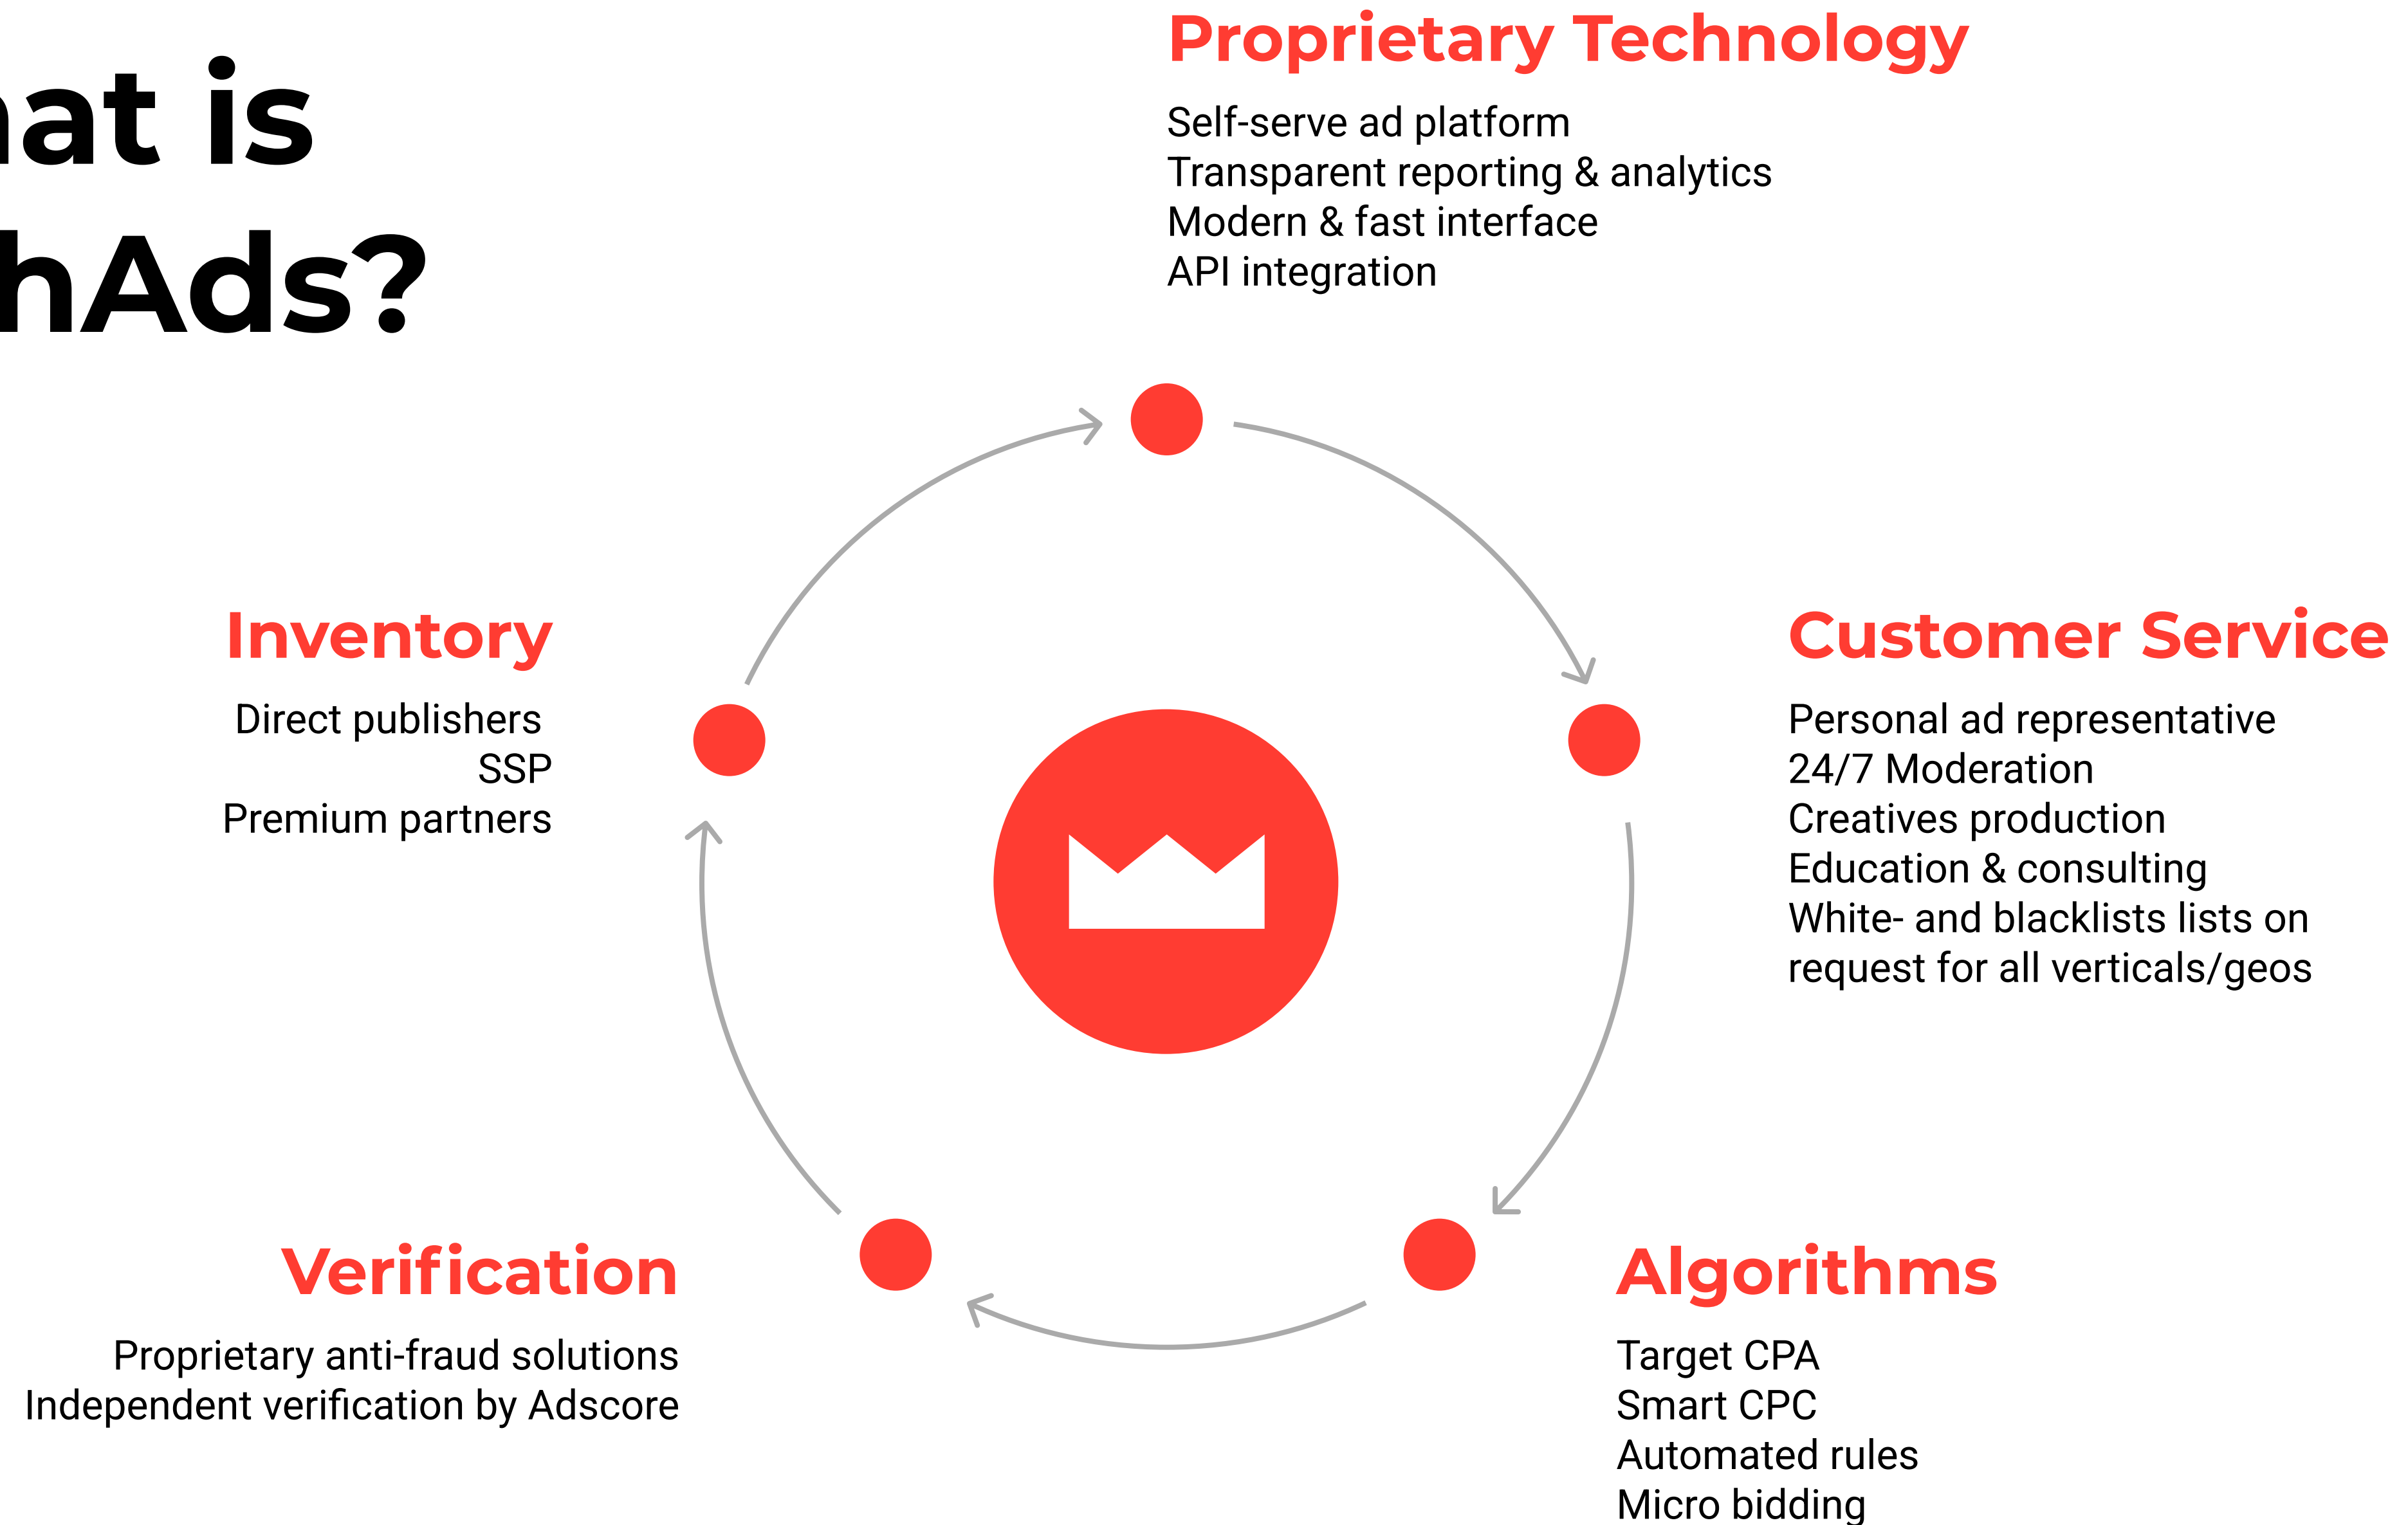 at is
hAds?
Proprietary Technology
Self-serve ad platform
Transparent reporting & analytics
Modern & fast interface
API integration
Inventory
Direct publishers
SSP
Premium partners
Customer Service
Personal ad representative
24/7 Moderation
Creatives production
Education & consulting
White- and blacklists lists on
request for all verticals/geos
Verification
Proprietary anti-fraud solutions
Independent verification by Adscore
Algorithms
Target CPA
Smart CPC
Automated rules
Micro bidding